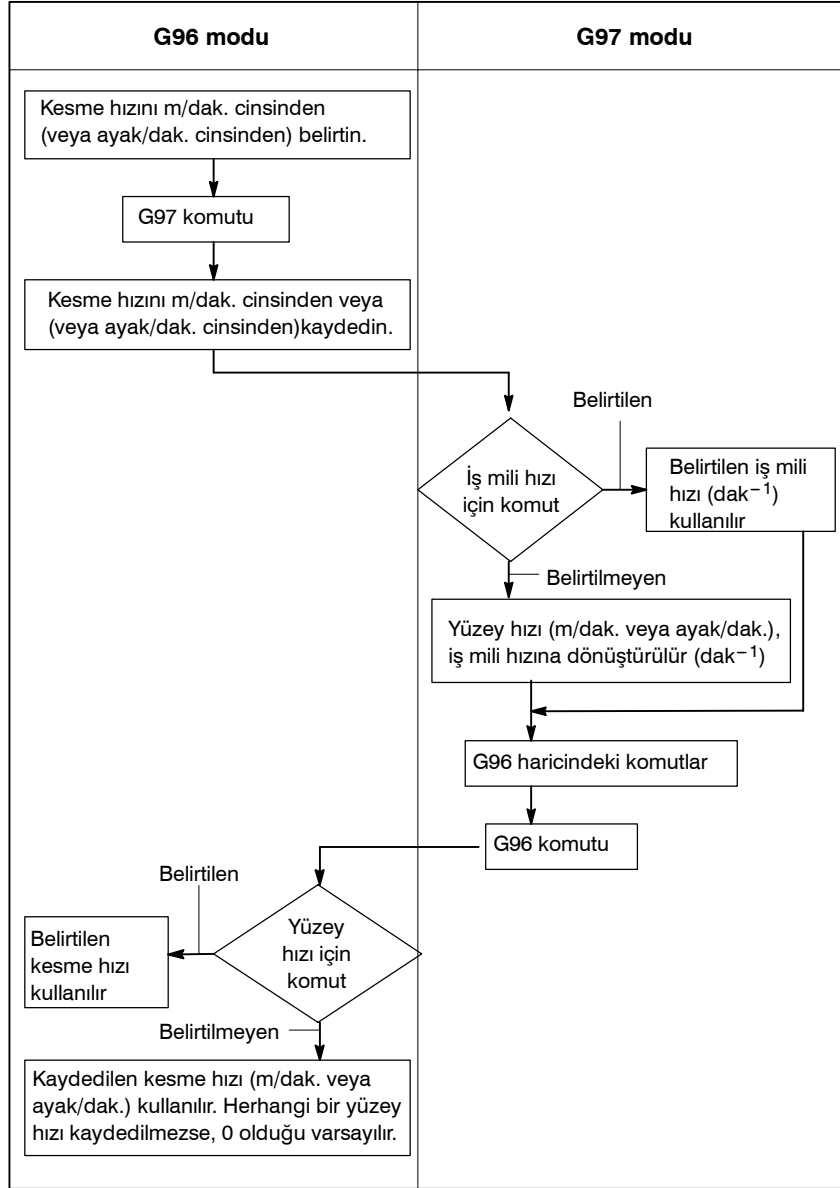 G96 modu
G97 modu
Kesme hızını m/dak. cinsinden
(veya ayak/dak. cinsinden) belirtin.
G97 komutu
Kesme hızını m/dak. cinsinden veya
(veya ayak/dak. cinsinden)kaydedin.
Belirtilen
İş mili hızı
için komut
Belirtilen iş mili
hızı (dak⁻¹)
kullanılır
Belirtilmeyen
Yüzey hızı (m/dak. veya ayak/dak.),
iş mili hızına dönüştürülür (dak⁻¹)
G96 haricindeki komutlar
G96 komutu
Belirtilen
Yüzey
hızı için
komut
Belirtilen
kesme hızı
kullanılır
Belirtilmeyen
Kaydedilen kesme hızı (m/dak. veya
ayak/dak.) kullanılır. Herhangi bir yüzey
hızı kaydedilmezse, 0 olduğu varsayılır.